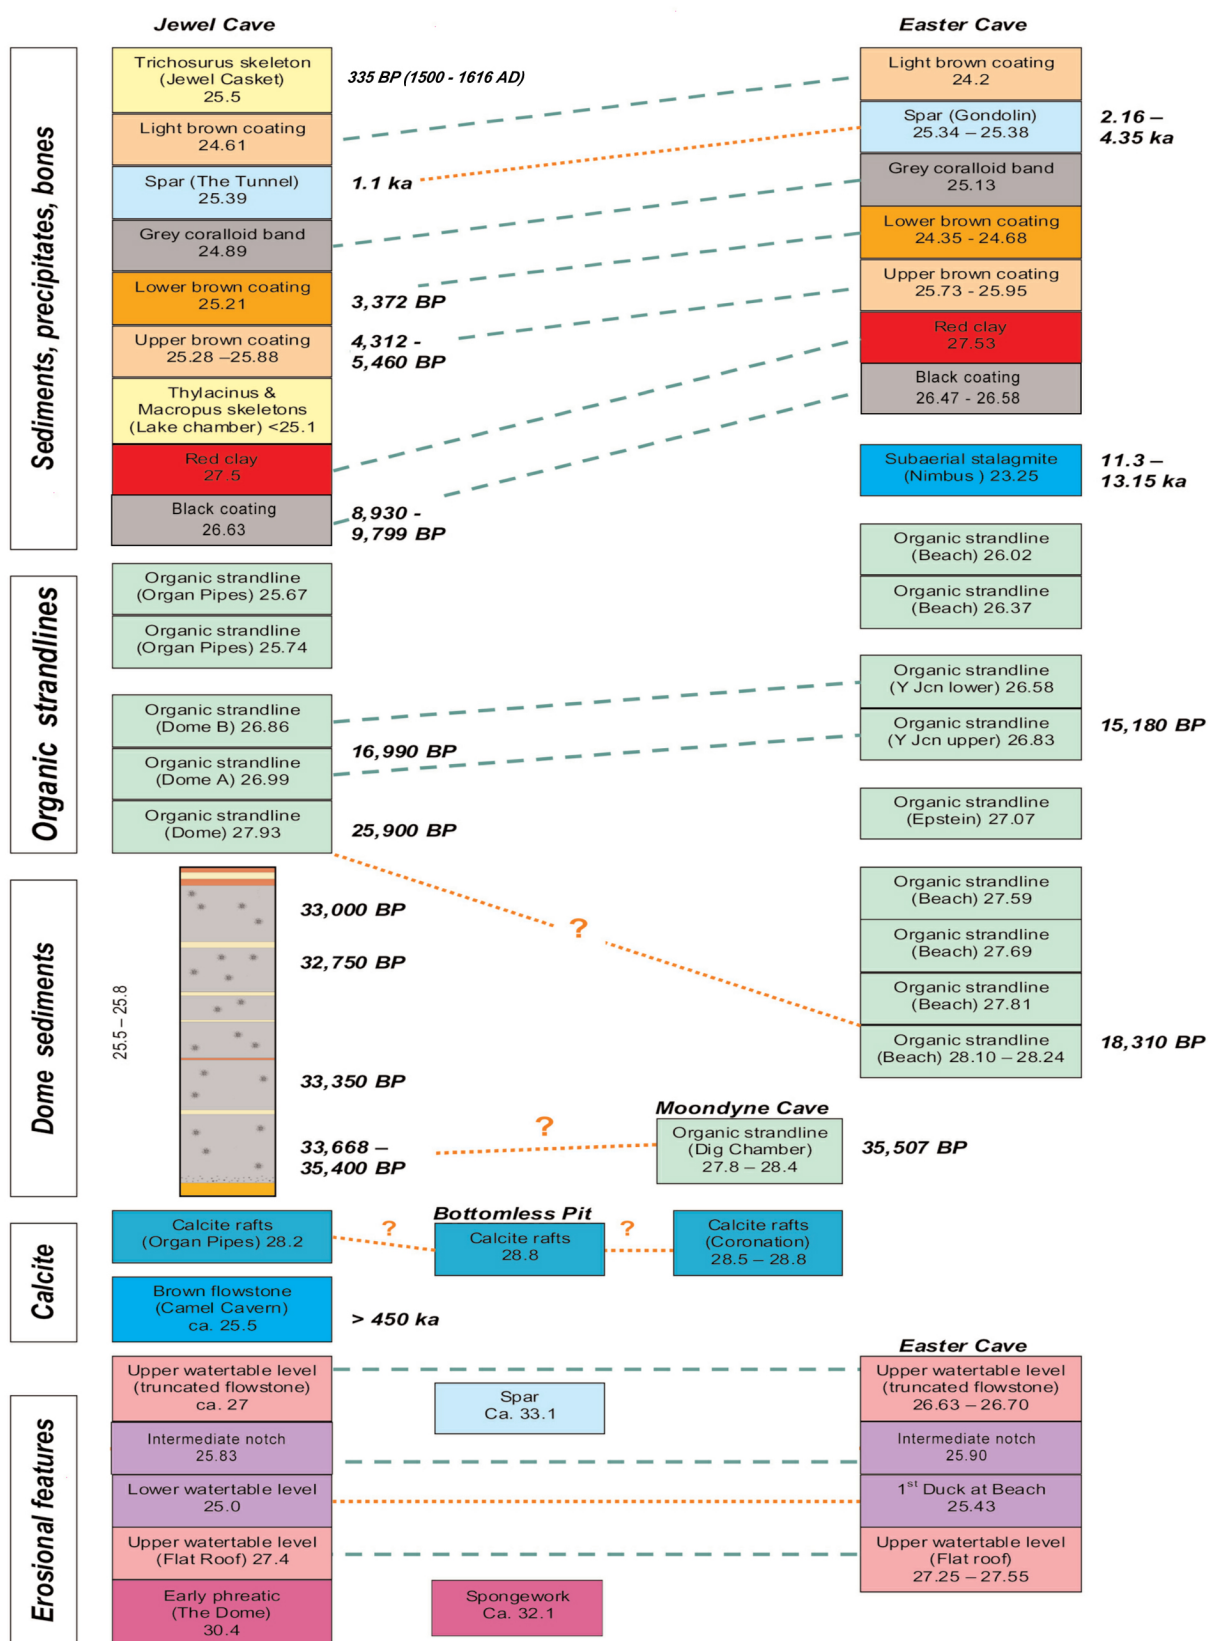 Jewel Cave
Easter Cave
Sediments, precipitates, bones
Trichosurus skeleton
(Jewel Casket)
25.5
335 BP (1500 - 1616 AD)
Light brown coating
24.61
Spar (The Tunnel)
25.39
1.1 ka
Grey coralloid band
24.89
Lower brown coating
25.21
3,372 BP
Upper brown coating
25.28 –25.88
4,312 -
5,460 BP
Thylacinus &
Macropus skeletons
(Lake chamber) <25.1
Red clay
27.5
Black coating
26.63
8,930 -
9,799 BP
Light brown coating
24.2
Spar (Gondolin)
25.34 – 25.38
2.16 –
4.35 ka
Grey coralloid band
25.13
Lower brown coating
24.35 - 24.68
Upper brown coating
25.73 - 25.95
Red clay
27.53
Black coating
26.47 - 26.58
Subaerial stalagmite
(Nimbus ) 23.25
11.3 –
13.15 ka
Organic strandlines
Organic strandline
(Organ Pipes) 25.67
Organic strandline
(Organ Pipes) 25.74
Organic strandline
(Dome B) 26.86
16,990 BP
Organic strandline
(Dome A) 26.99
Organic strandline
(Dome) 27.93
25,900 BP
Organic strandline
(Beach) 26.02
Organic strandline
(Beach) 26.37
Organic strandline
(Y Jcn lower) 26.58
Organic strandline
(Y Jcn upper) 26.83
15,180 BP
Organic strandline
(Epstein) 27.07
Organic strandline
(Beach) 27.59
Organic strandline
(Beach) 27.69
Organic strandline
(Beach) 27.81
Organic strandline
(Beach) 28.10 – 28.24
18,310 BP
?
Dome sediments
25.5 – 25.8
33,000 BP
32,750 BP
33,350 BP
33,668 –
35,400 BP
?
Moondyne Cave
Organic strandline
(Dig Chamber)
27.8 – 28.4
35,507 BP
Calcite
Calcite rafts
(Organ Pipes) 28.2
?
Bottomless Pit
Calcite rafts
28.8
?
Calcite rafts
(Coronation)
28.5 – 28.8
Brown flowstone
(Camel Cavern)
ca. 25.5
> 450 ka
Easter Cave
Erosional features
Upper watertable level
(truncated flowstone)
ca. 27
Spar
Ca. 33.1
Upper watertable level
(truncated flowstone)
26.63 – 26.70
Intermediate notch
25.83
Intermediate notch
25.90
Lower watertable level
25.0
1st Duck at Beach
25.43
Upper watertable level
(Flat Roof) 27.4
Upper watertable level
(Flat roof)
27.25 – 27.55
Early phreatic
(The Dome)
30.4
Spongework
Ca. 32.1